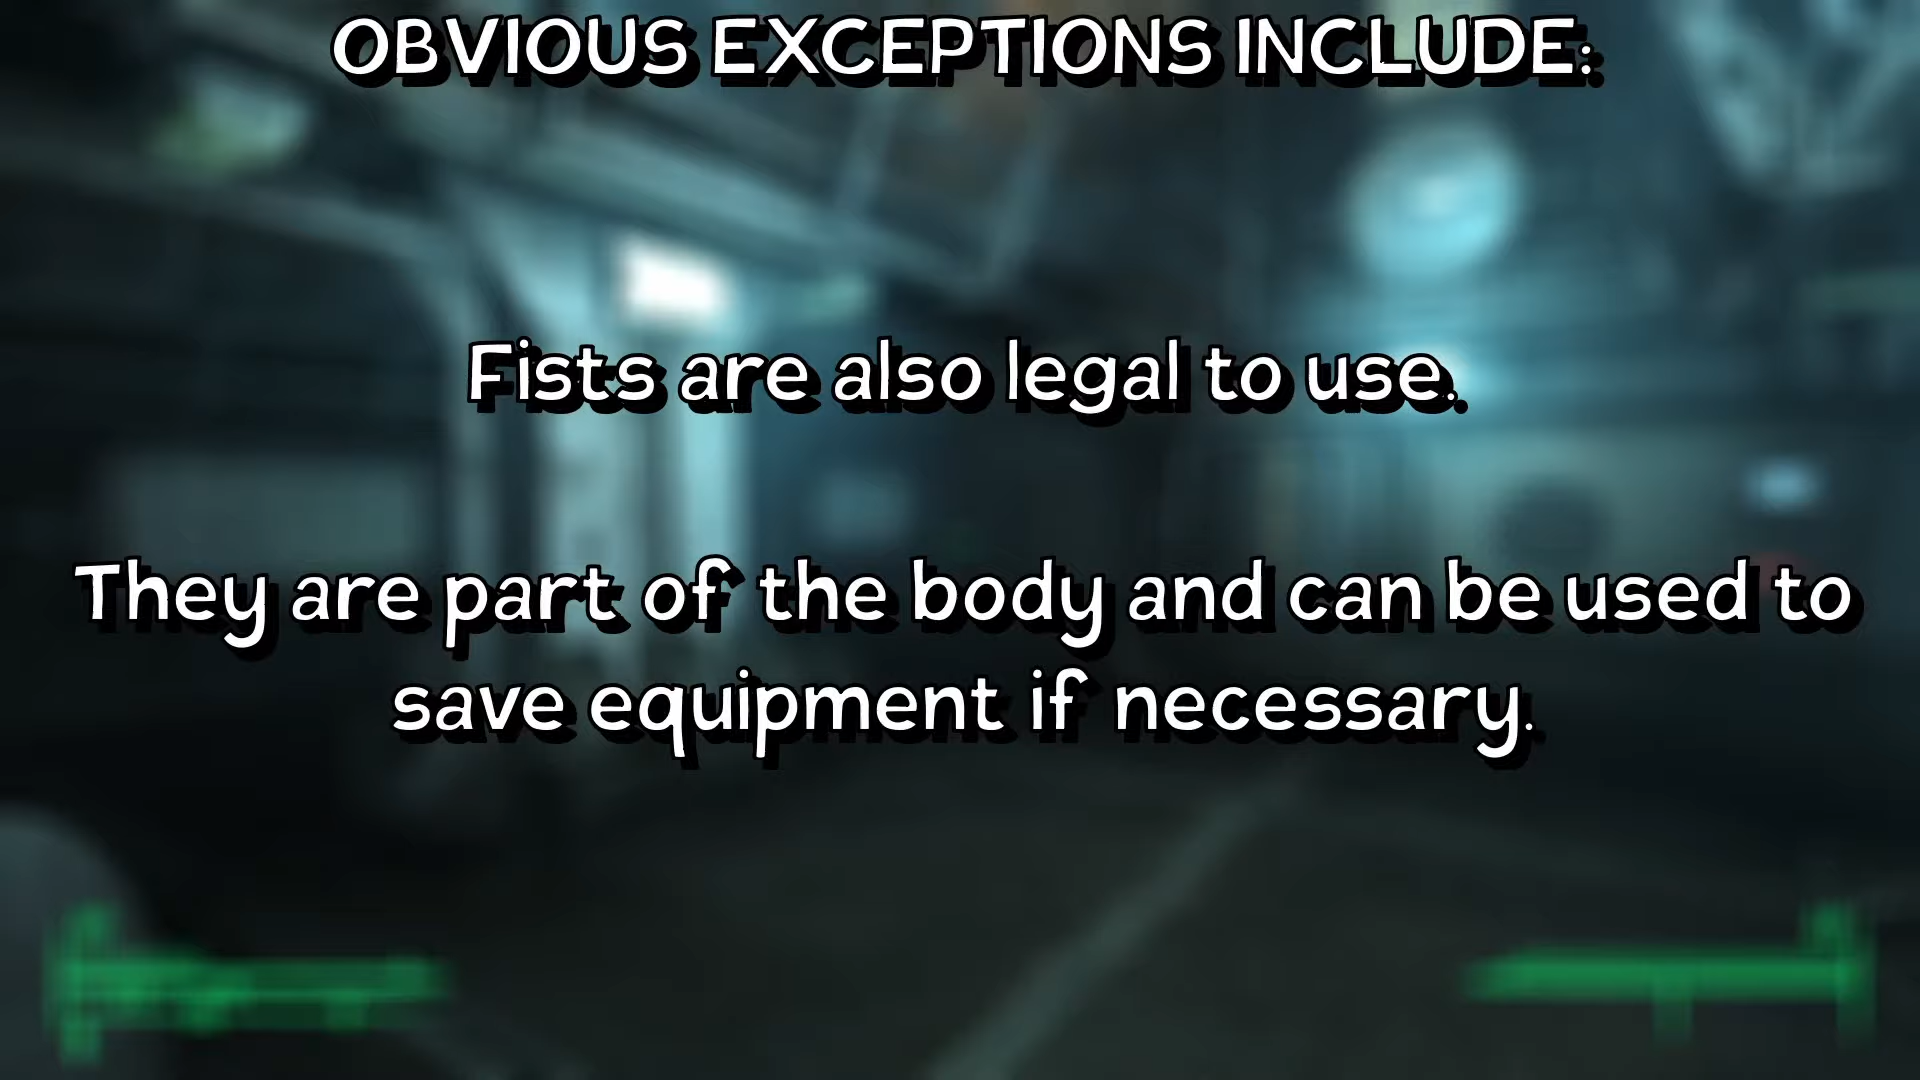 OBVIOUS EXCEPTIONS INCLUDE:
Fists are also legal to use.
They are part of the body and can be used to
save equipment if necessary.